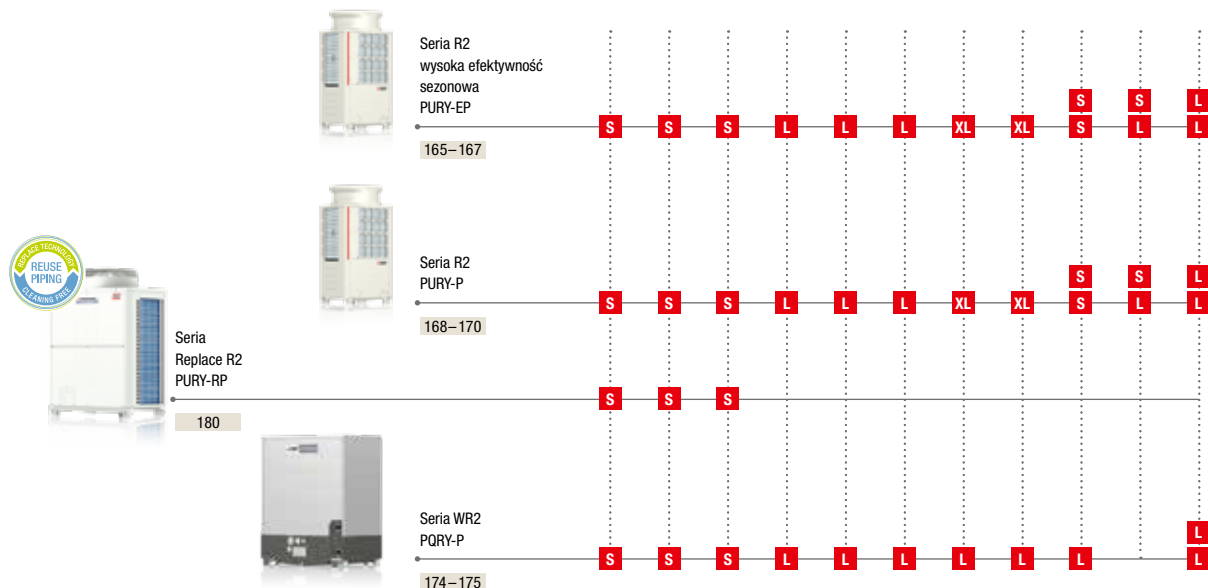 Seria R2
wysoka efektywność
sezonowa
PURY-EP
165–167
S S L
S S S L L L XL XL S L L
Seria R2
PURY-P
168–170
S S L
S S S L L L XL XL S L L
REPLACE TECHNOLOGY
REUSE
PIPING
CLEANING FREE
Seria
Replace R2
PURY-RP
180
S S S
Seria WR2
PQRY-P
174–175
L
S S S L L L L L L L